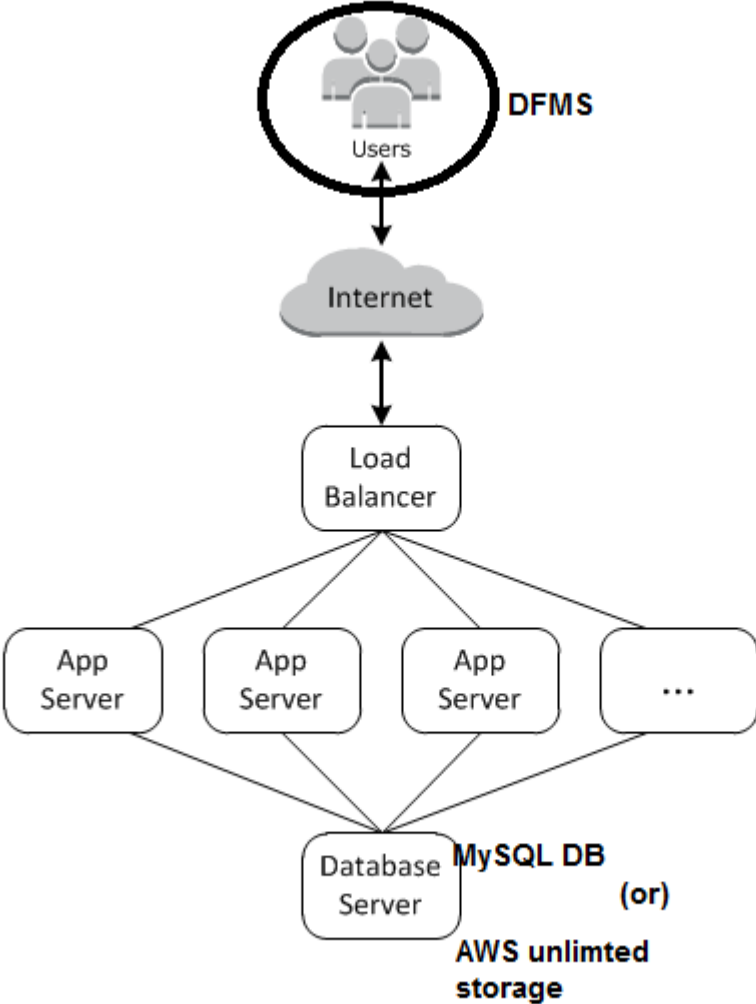 DFMS
Users
Internet
Load
Balancer
App
Server
App
Server
App
Server
...
Database
Server
MySQL DB
(or)
AWS unlimted
storage